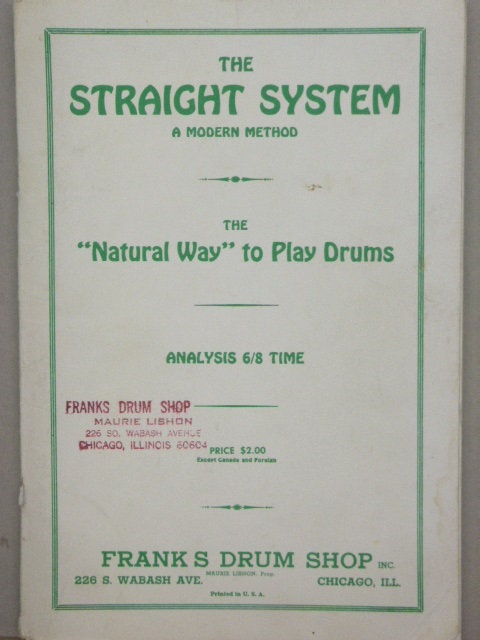 THE
STRAIGHT SYSTEM
A MODERN METHOD
THE
“Natural Way” to Play Drums
ANALYSIS 6/8 TIME
FRANKS DRUM SHOP
MAURIE LISHON
226 SO. WABASH AVENUE
CHICAGO, ILLINOIS 60604
PRICE $2.00
Except Canada and Foreign
FRANKS DRUM SHOP INC.
MAURIE LISHON, Prop.
226 S. WABASH AVE. CHICAGO, ILL.
Printed in U. S. A.